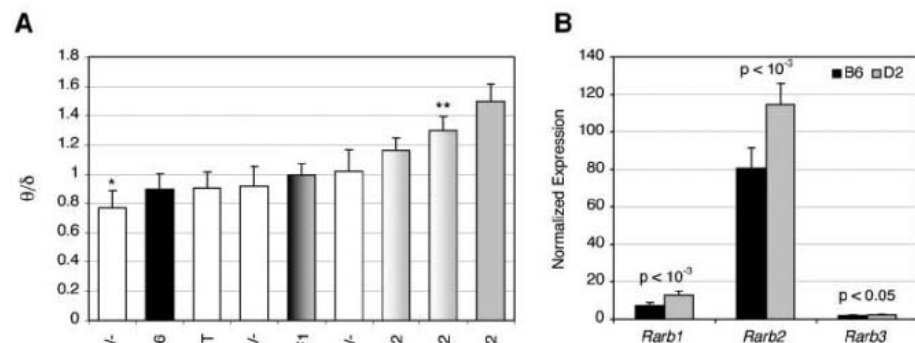 A
B
1.8
1.6
1.4
1.2
1
0.8
0.6
0.4
0.2
0
θ/δ
*
**
140
120
100
80
60
40
20
0
Normalized Expression
p < 10⁻³
B6 D2
p < 10⁻³
p < 0.05
Rarb1 Rarb2 Rarb3